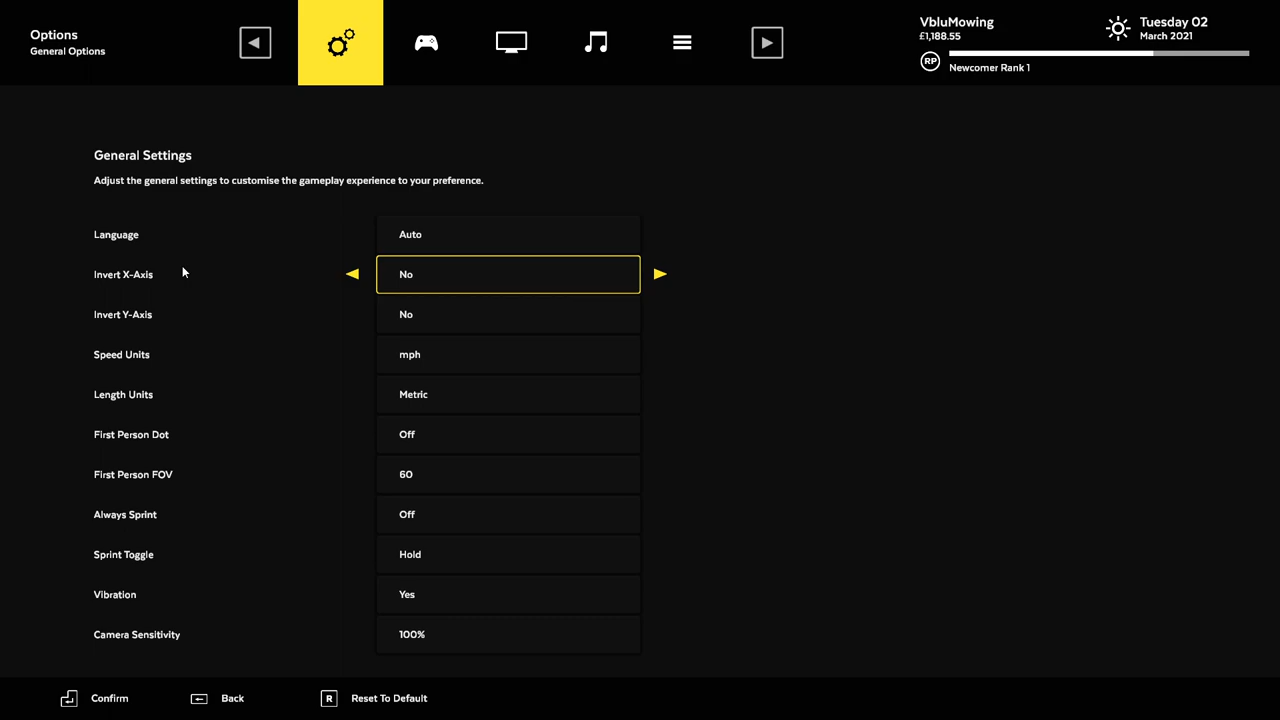 Options
General Options
VbluMowing
£1,188.55
Tuesday 02
March 2021
RP
Newcomer Rank 1
General Settings
Adjust the general settings to customise the gameplay experience to your preference.
Language Auto
Invert X-Axis No
Invert Y-Axis No
Speed Units mph
Length Units Metric
First Person Dot Off
First Person FOV 60
Always Sprint Off
Sprint Toggle Hold
Vibration Yes
Camera Sensitivity 100%
Confirm Back R Reset To Default